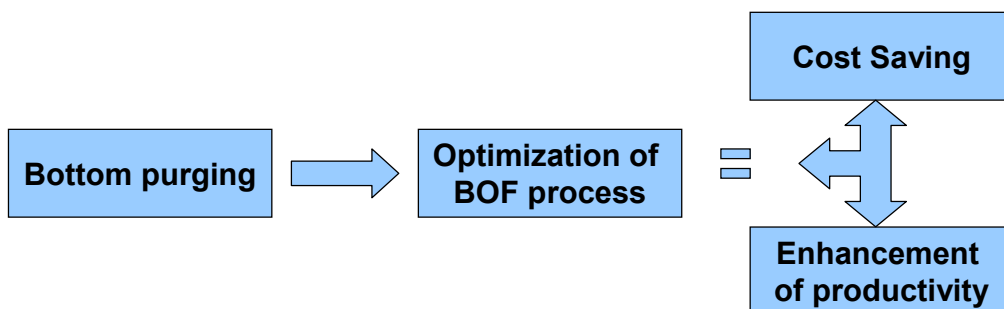 Cost Saving
Bottom purging
Optimization of
BOF process
=
Enhancement
of productivity